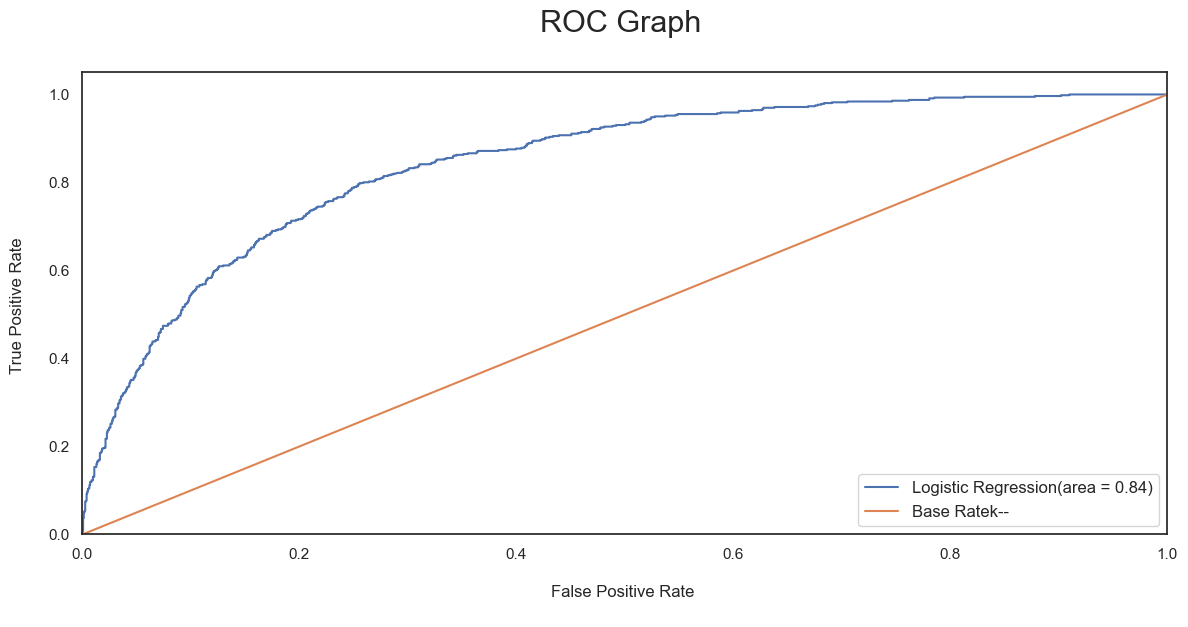 ROC Graph
1.0
0.8
0.6
0.4
0.2
0.0
True Positive Rate
Logistic Regression(area = 0.84)
Base Ratek--
0.0 0.2 0.4 0.6 0.8 1.0
False Positive Rate